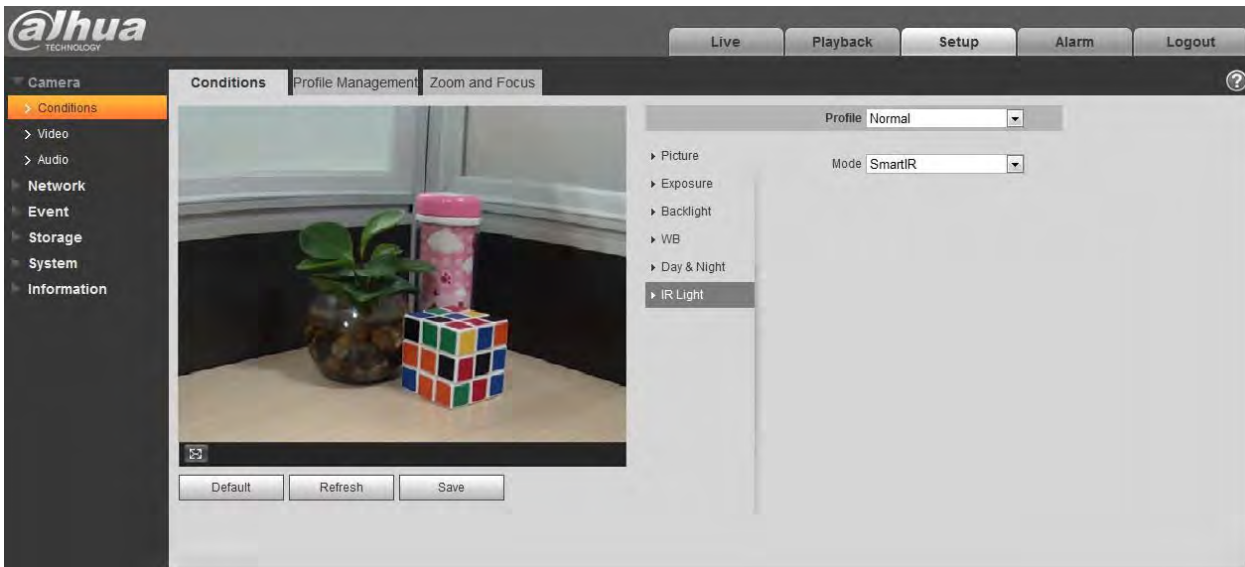 alhua
TECHNOLOGY
Live
Playback
Setup
Alarm
Logout
Camera
Conditions
Video
Audio
Network
Event
Storage
System
Information
Conditions
Profile Management
Zoom and Focus
?
Profile Normal
Mode SmartIR
Picture
Exposure
Backlight
WB
Day & Night
IR Light
Default
Refresh
Save